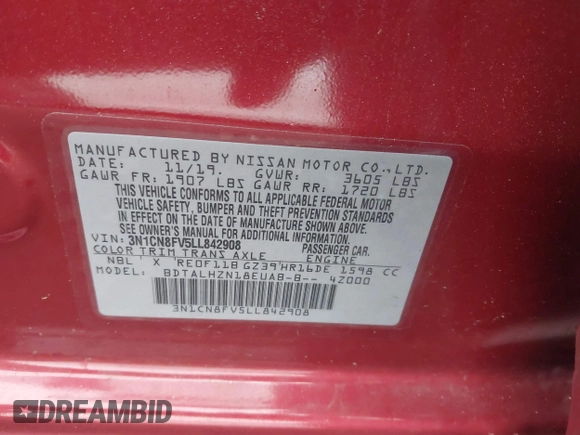 MANUFACTURED BY NISSAN MOTOR CO., LTD.
DATE: 11/19. GVWR: 3605 LBS
GAWR FR: 1907 LBS GAWR RR: 1720 LBS
THIS VEHICLE CONFORMS TO ALL APPLICABLE FEDERAL MOTOR
VEHICLE SAFETY, BUMPER AND THEFT PREVENTION STANDARDS
IN EFFECT ON THE DATE OF MANUFACTURE SHOWN ABOVE.
SEE OWNER'S MANUAL FOR ADDITIONAL INFORMATION.
VIN: 3N1CN8FV5LL842908 PASSENGER CAR
COLOR TRIM TRANS AXLE ENGINE
NBL X RE0F11B GZ39 HR16DE 1598 CC
MODEL: BDTALHZN18EUAB-B-- 4Z000
3N1CN8FV5LL842908
DREAMBID